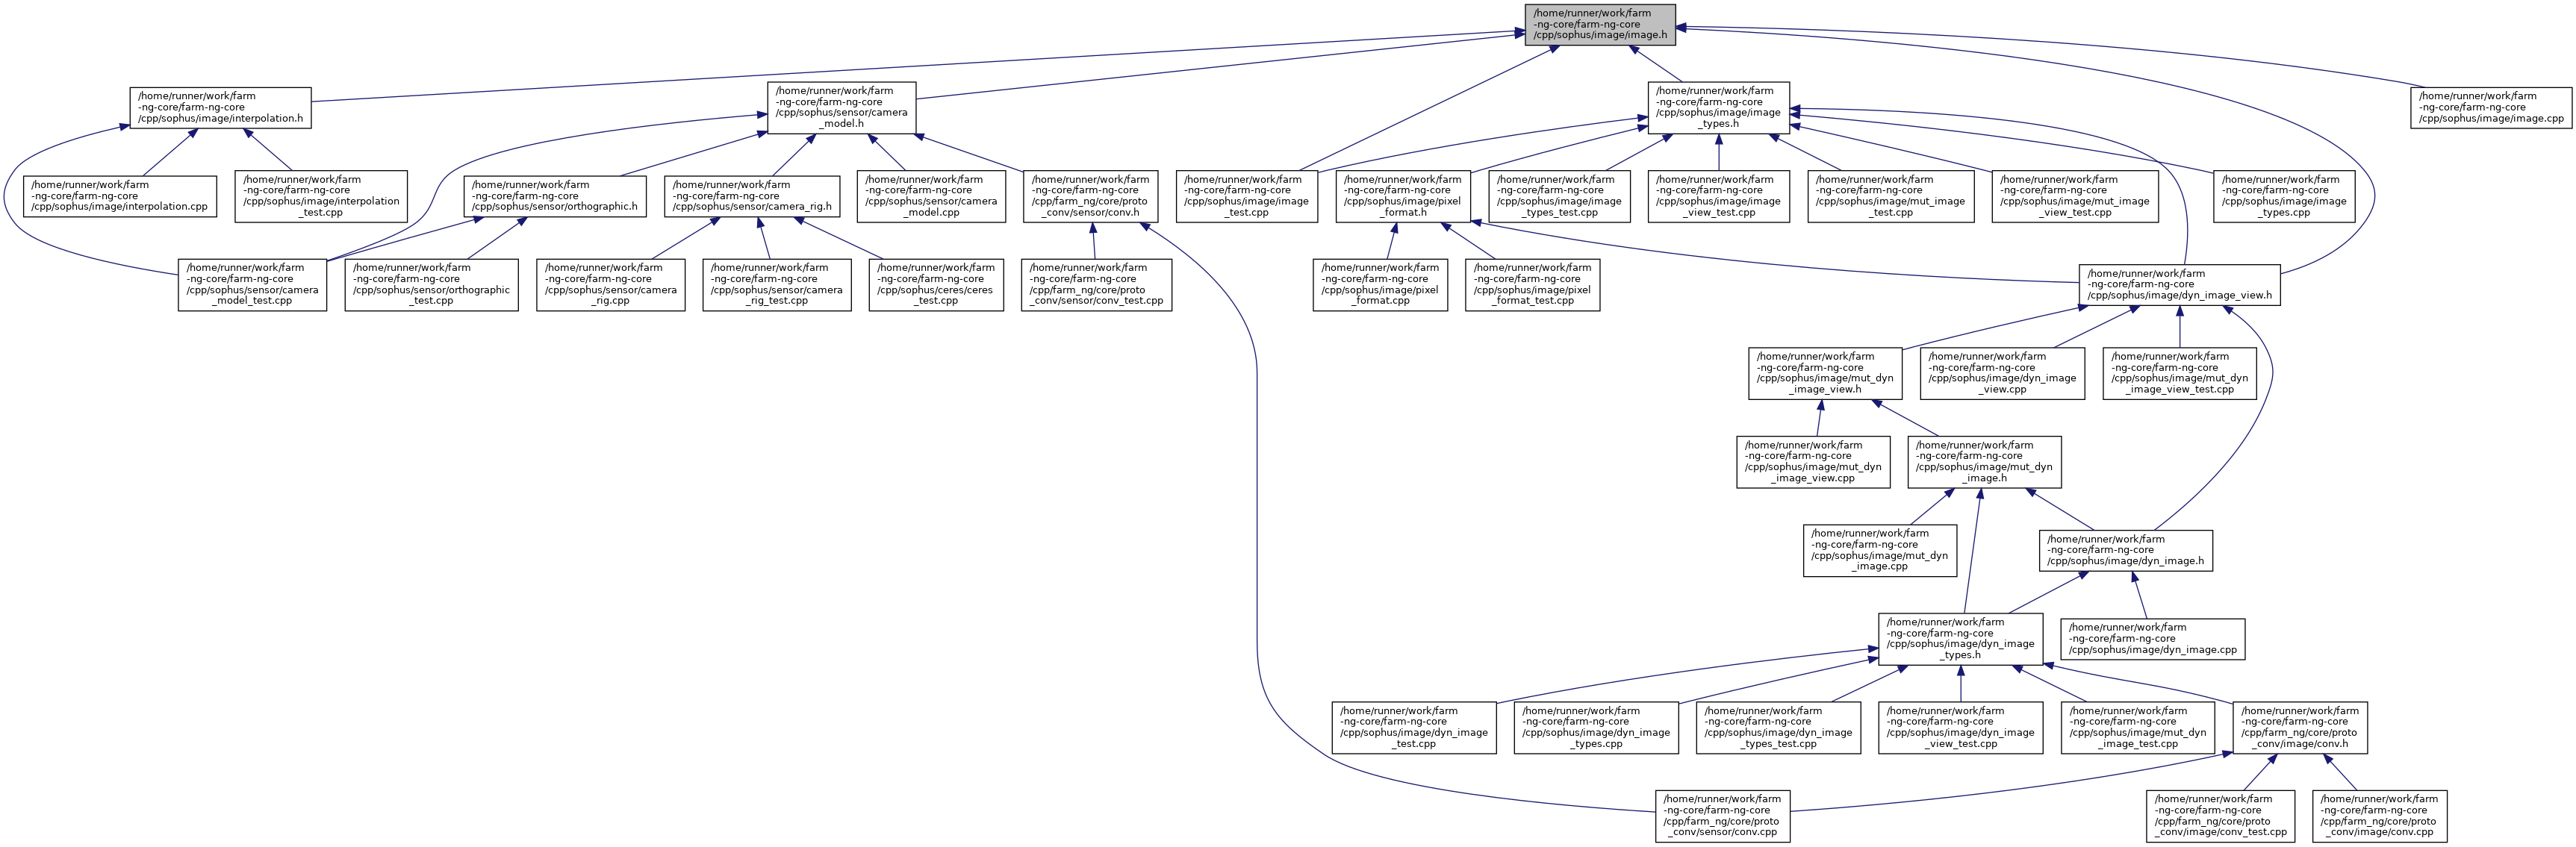 /home/runner/work/farm
-ng-core/farm-ng-core
/cpp/sophus/image/image.h
/home/runner/work/farm
-ng-core/farm-ng-core
/cpp/sophus/image/interpolation.h
/home/runner/work/farm
-ng-core/farm-ng-core
/cpp/sophus/sensor/camera
_model.h
/home/runner/work/farm
-ng-core/farm-ng-core
/cpp/sophus/image/image
_types.h
/home/runner/work/farm
-ng-core/farm-ng-core
/cpp/sophus/image/image.cpp
/home/runner/work/farm
-ng-core/farm-ng-core
/cpp/sophus/image/interpolation.cpp
/home/runner/work/farm
-ng-core/farm-ng-core
/cpp/sophus/image/interpolation
_test.cpp
/home/runner/work/farm
-ng-core/farm-ng-core
/cpp/sophus/sensor/orthographic.h
/home/runner/work/farm
-ng-core/farm-ng-core
/cpp/sophus/sensor/camera_rig.h
/home/runner/work/farm
-ng-core/farm-ng-core
/cpp/sophus/sensor/camera
_model.cpp
/home/runner/work/farm
-ng-core/farm-ng-core
/cpp/farm_ng/core/proto
_conv/sensor/conv.h
/home/runner/work/farm
-ng-core/farm-ng-core
/cpp/sophus/image/image
_test.cpp
/home/runner/work/farm
-ng-core/farm-ng-core
/cpp/sophus/image/pixel
_format.h
/home/runner/work/farm
-ng-core/farm-ng-core
/cpp/sophus/image/image
_types_test.cpp
/home/runner/work/farm
-ng-core/farm-ng-core
/cpp/sophus/image/image
_view_test.cpp
/home/runner/work/farm
-ng-core/farm-ng-core
/cpp/sophus/image/mut_image
_test.cpp
/home/runner/work/farm
-ng-core/farm-ng-core
/cpp/sophus/image/mut_image
_view_test.cpp
/home/runner/work/farm
-ng-core/farm-ng-core
/cpp/sophus/image/image
_types.cpp
/home/runner/work/farm
-ng-core/farm-ng-core
/cpp/sophus/sensor/camera
_model_test.cpp
/home/runner/work/farm
-ng-core/farm-ng-core
/cpp/sophus/sensor/orthographic
_test.cpp
/home/runner/work/farm
-ng-core/farm-ng-core
/cpp/sophus/sensor/camera
_rig.cpp
/home/runner/work/farm
-ng-core/farm-ng-core
/cpp/sophus/sensor/camera
_rig_test.cpp
/home/runner/work/farm
-ng-core/farm-ng-core
/cpp/sophus/ceres/ceres
_test.cpp
/home/runner/work/farm
-ng-core/farm-ng-core
/cpp/farm_ng/core/proto
_conv/sensor/conv_test.cpp
/home/runner/work/farm
-ng-core/farm-ng-core
/cpp/sophus/image/pixel
_format.cpp
/home/runner/work/farm
-ng-core/farm-ng-core
/cpp/sophus/image/pixel
_format_test.cpp
/home/runner/work/farm
-ng-core/farm-ng-core
/cpp/sophus/image/dyn_image_view.h
/home/runner/work/farm
-ng-core/farm-ng-core
/cpp/sophus/image/mut_dyn
_image_view.h
/home/runner/work/farm
-ng-core/farm-ng-core
/cpp/sophus/image/dyn_image
_view.cpp
/home/runner/work/farm
-ng-core/farm-ng-core
/cpp/sophus/image/mut_dyn
_image_view_test.cpp
/home/runner/work/farm
-ng-core/farm-ng-core
/cpp/sophus/image/mut_dyn
_image_view.cpp
/home/runner/work/farm
-ng-core/farm-ng-core
/cpp/sophus/image/mut_dyn
_image.h
/home/runner/work/farm
-ng-core/farm-ng-core
/cpp/sophus/image/mut_dyn
_image.cpp
/home/runner/work/farm
-ng-core/farm-ng-core
/cpp/sophus/image/dyn_image.h
/home/runner/work/farm
-ng-core/farm-ng-core
/cpp/sophus/image/dyn_image
_types.h
/home/runner/work/farm
-ng-core/farm-ng-core
/cpp/sophus/image/dyn_image.cpp
/home/runner/work/farm
-ng-core/farm-ng-core
/cpp/sophus/image/dyn_image
_test.cpp
/home/runner/work/farm
-ng-core/farm-ng-core
/cpp/sophus/image/dyn_image
_types.cpp
/home/runner/work/farm
-ng-core/farm-ng-core
/cpp/sophus/image/dyn_image
_types_test.cpp
/home/runner/work/farm
-ng-core/farm-ng-core
/cpp/sophus/image/dyn_image
_view_test.cpp
/home/runner/work/farm
-ng-core/farm-ng-core
/cpp/sophus/image/mut_dyn
_image_test.cpp
/home/runner/work/farm
-ng-core/farm-ng-core
/cpp/farm_ng/core/proto
_conv/image/conv.h
/home/runner/work/farm
-ng-core/farm-ng-core
/cpp/farm_ng/core/proto
_conv/sensor/conv.cpp
/home/runner/work/farm
-ng-core/farm-ng-core
/cpp/farm_ng/core/proto
_conv/image/conv_test.cpp
/home/runner/work/farm
-ng-core/farm-ng-core
/cpp/farm_ng/core/proto
_conv/image/conv.cpp